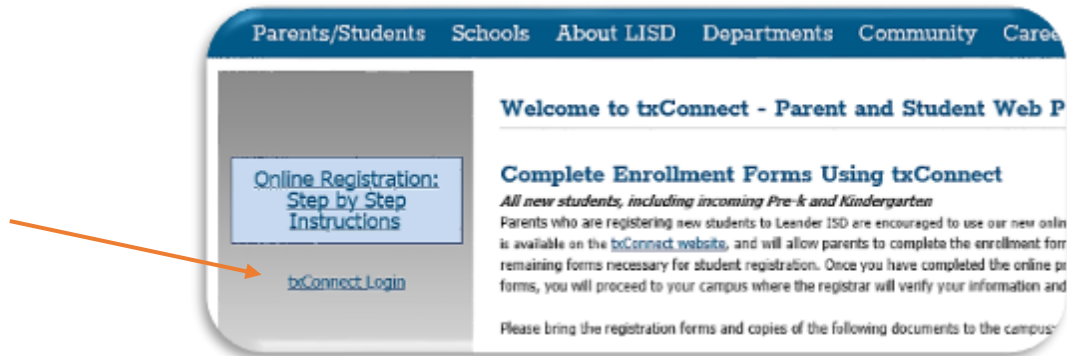 Parents/Students Schools About LISD Departments Community
Welcome to txConnect - Parent and Student Web
Online Registration:
Step by Step
Instructions
txConnect Login
Complete Enrollment Forms Using txConnect
All new students, including incoming Pre-k and Kindergarten
Parents who are registering new students to Leander ISD are encouraged to use our new
is available on the txConnect website, and will allow parents to complete the enrollment
remaining forms necessary for student registration. Once you have completed the online
forms, you will proceed to your campus where the registrar will verify your information and
Please bring the registration forms and copies of the following documents to the campus